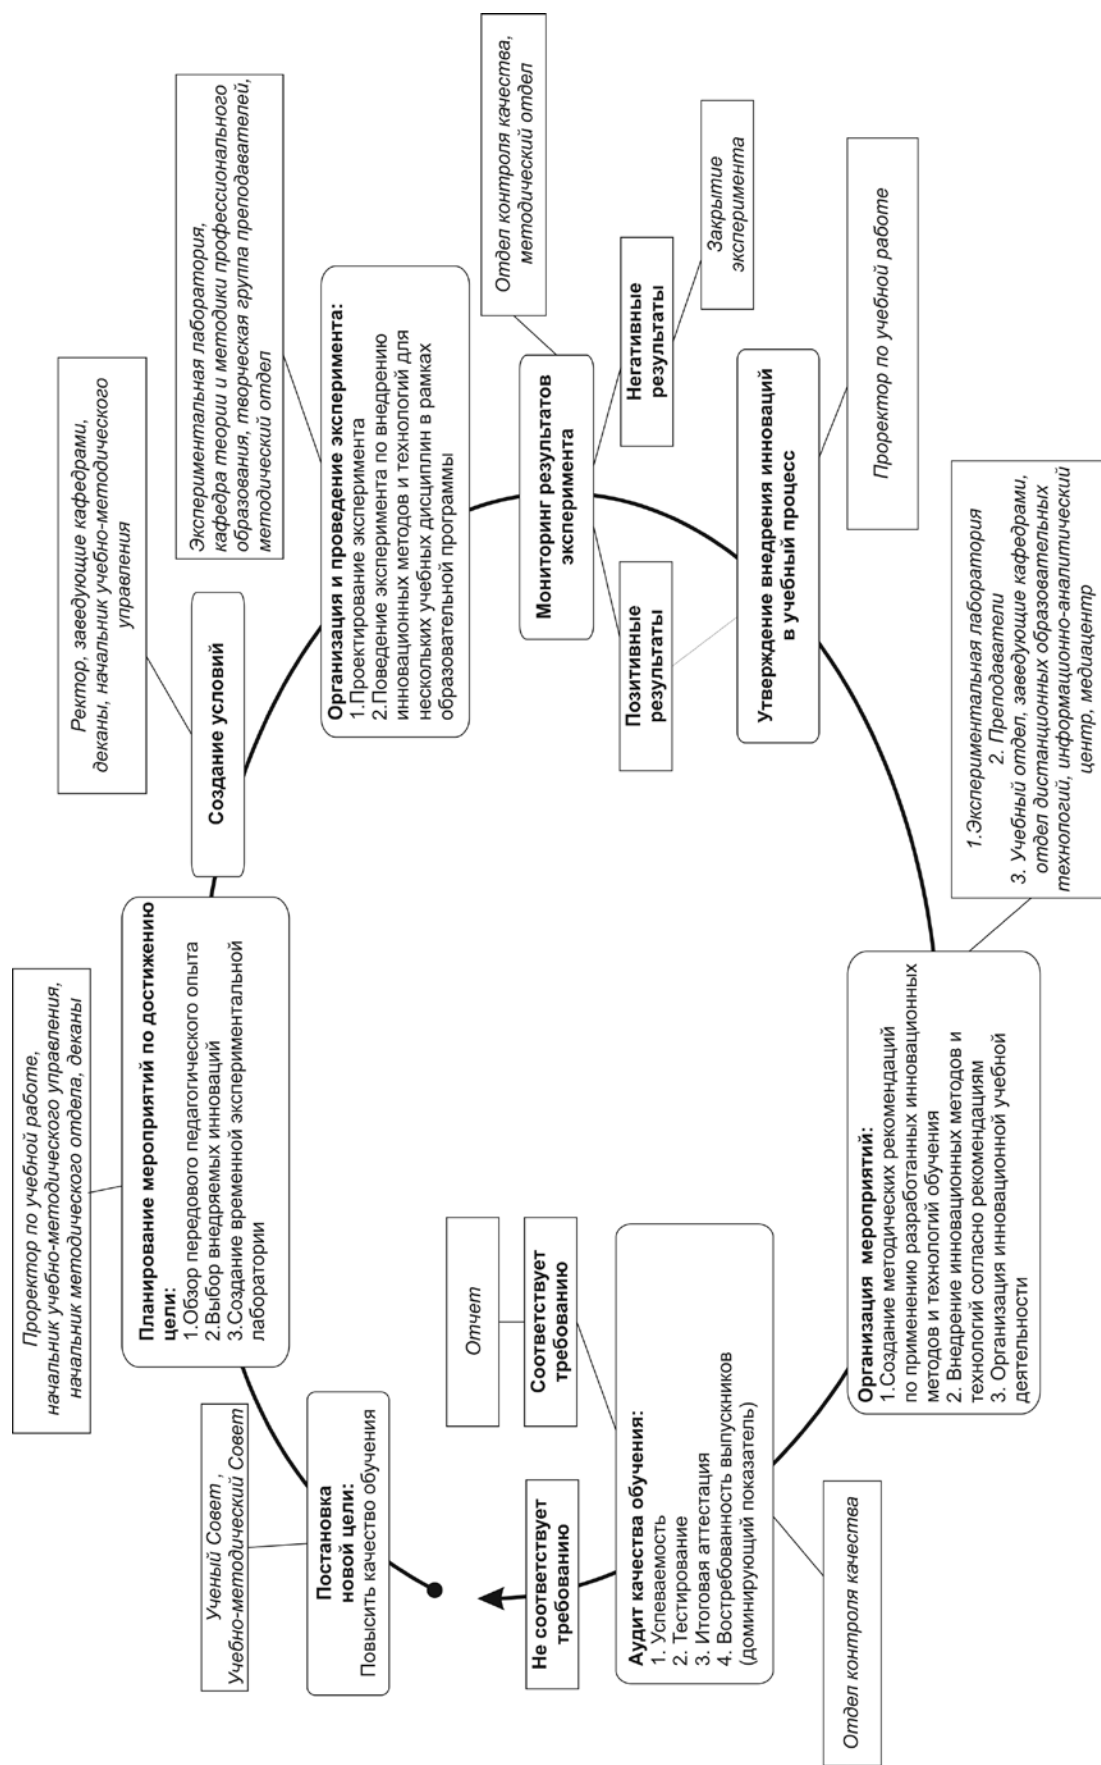 Ученый Совет ,
Учебно-методический Совет
Постановка
новой цели:
Повысить качество обучения
Проректор по учебной работе,
начальник учебно-методического управления,
начальник методического отдела, деканы
Планирование мероприятий по достижению
цели:
1.Обзор передового педагогического опыта
2.Выбор внедряемых инноваций
3.Создание временной экспериментальной
лаборатории
Ректор, заведующие кафедрами,
деканы, начальник учебно-методического
управления
Создание условий
Экспериментальная лаборатория,
кафедра теории и методики профессионального
образования, творческая группа преподавателей,
методический отдел
Организация и проведение эксперимента:
1.Проектирование эксперимента
2.Поведение эксперимента по внедрению
инновационных методов и технологий для
нескольких учебных дисциплин в рамках
образовательной программы
Отдел контроля качества,
методический отдел
Мониторинг результатов
эксперимента
Позитивные
результаты
Негативные
результаты
Закрытие
эксперимента
Утверждение внедрения инноваций
в учебный процесс
Проректор по учебной работе
1.Экспериментальная лаборатория
2. Преподаватели
3. Учебный отдел, заведующие кафедрами,
отдел дистанционных образовательных
технологий, информационно-аналитический
центр, медиацентр
Организация мероприятий:
1.Создание методических рекомендаций
по применению разработанных инновационных
методов и технологий обучения
2. Внедрение инновационных методов и
технологий согласно рекомендациям
3. Организация инновационной учебной
деятельности
Отчет
Соответствует
требованию
Не соответствует
требованию
Аудит качества обучения:
1. Успеваемость
2. Тестирование
3. Итоговая аттестация
4. Востребованность выпускников
(доминирующий показатель)
Отдел контроля качества